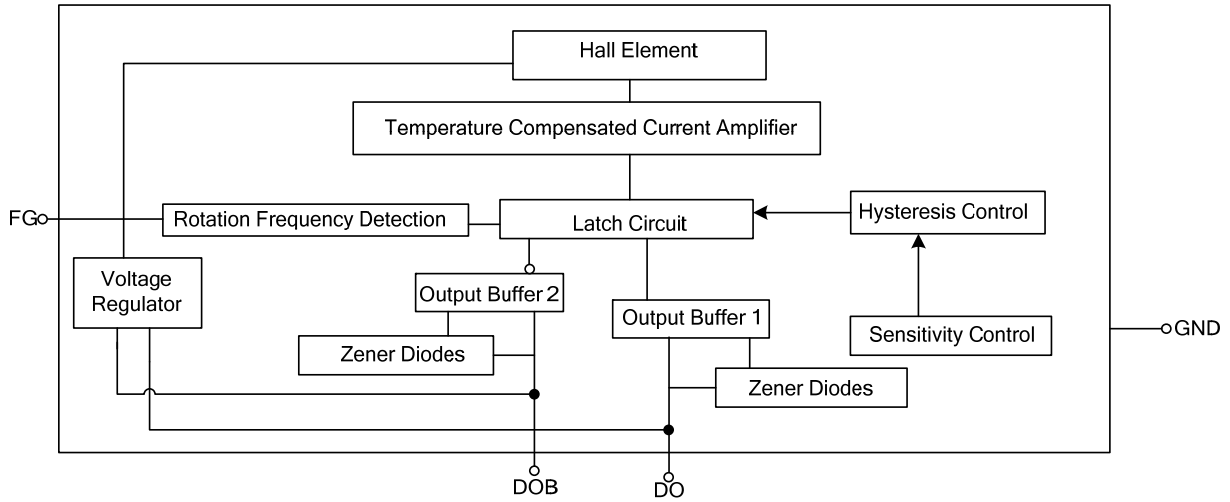 Hall Element
Temperature Compensated Current Amplifier
FG
Rotation Frequency Detection
Latch Circuit
Hysteresis Control
Voltage
Regulator
Output Buffer 2
Output Buffer 1
Sensitivity Control
GND
Zener Diodes
Zener Diodes
DOB
DO